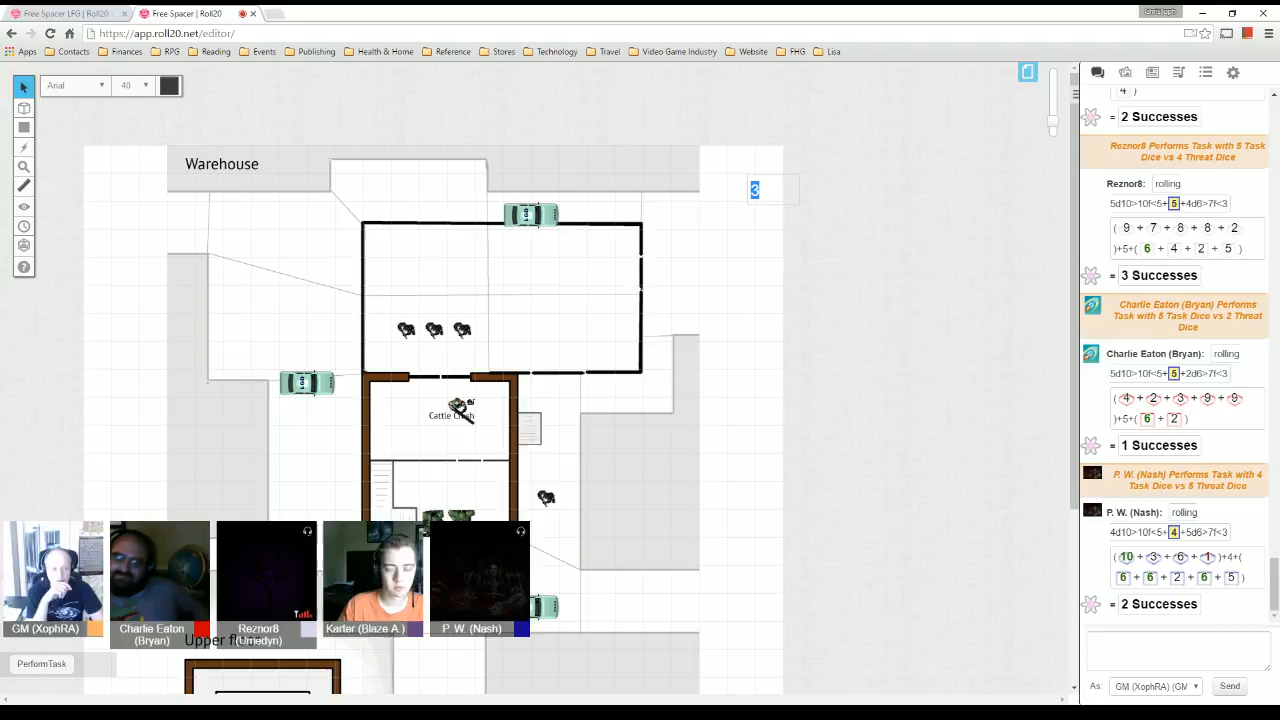 Free Spacer LFG | Roll20
Free Spacer | Roll20
Christoph
https://app.roll20.net/editor/
Apps
Contacts
Finances
RPG
Reading
Events
Publishing
Health & Home
Reference
Stores
Technology
Travel
Video Game Industry
Website
FHG
Lisa
Arial
40
Warehouse
3
Cattle
GM (XophRA)
Charlie Eaton
(Bryan)
Reznor8
(Umedyn)
Karter (Blaze A.)
P. W. (Nash)
PerformTask
4 )
= 2 Successes
Reznor8 Performs Task with 5 Task
Dice vs 4 Threat Dice
Reznor8: rolling
5d10>10f<5+5+4d6>7f<3
( 9 + 7 + 8 + 8 + 2
)+5+( 6 + 4 + 2 + 5 )
= 3 Successes
Charlie Eaton (Bryan) Performs
Task with 5 Task Dice vs 2 Threat
Dice
Charlie Eaton (Bryan): rolling
5d10>10f<5+5+2d6>7f<3
( 4 + 2 + 3 + 9 + 9
)+5+( 6 + 2 )
= 1 Successes
P. W. (Nash) Performs Task with 4
Task Dice vs 5 Threat Dice
P. W. (Nash): rolling
4d10>10f<5+4+5d6>7f<3
( 10 + 3 + 6 + 1 )+4+(
6 + 6 + 2 + 6 + 5 )
= 2 Successes
As:
GM (XophRA) (GM
Send